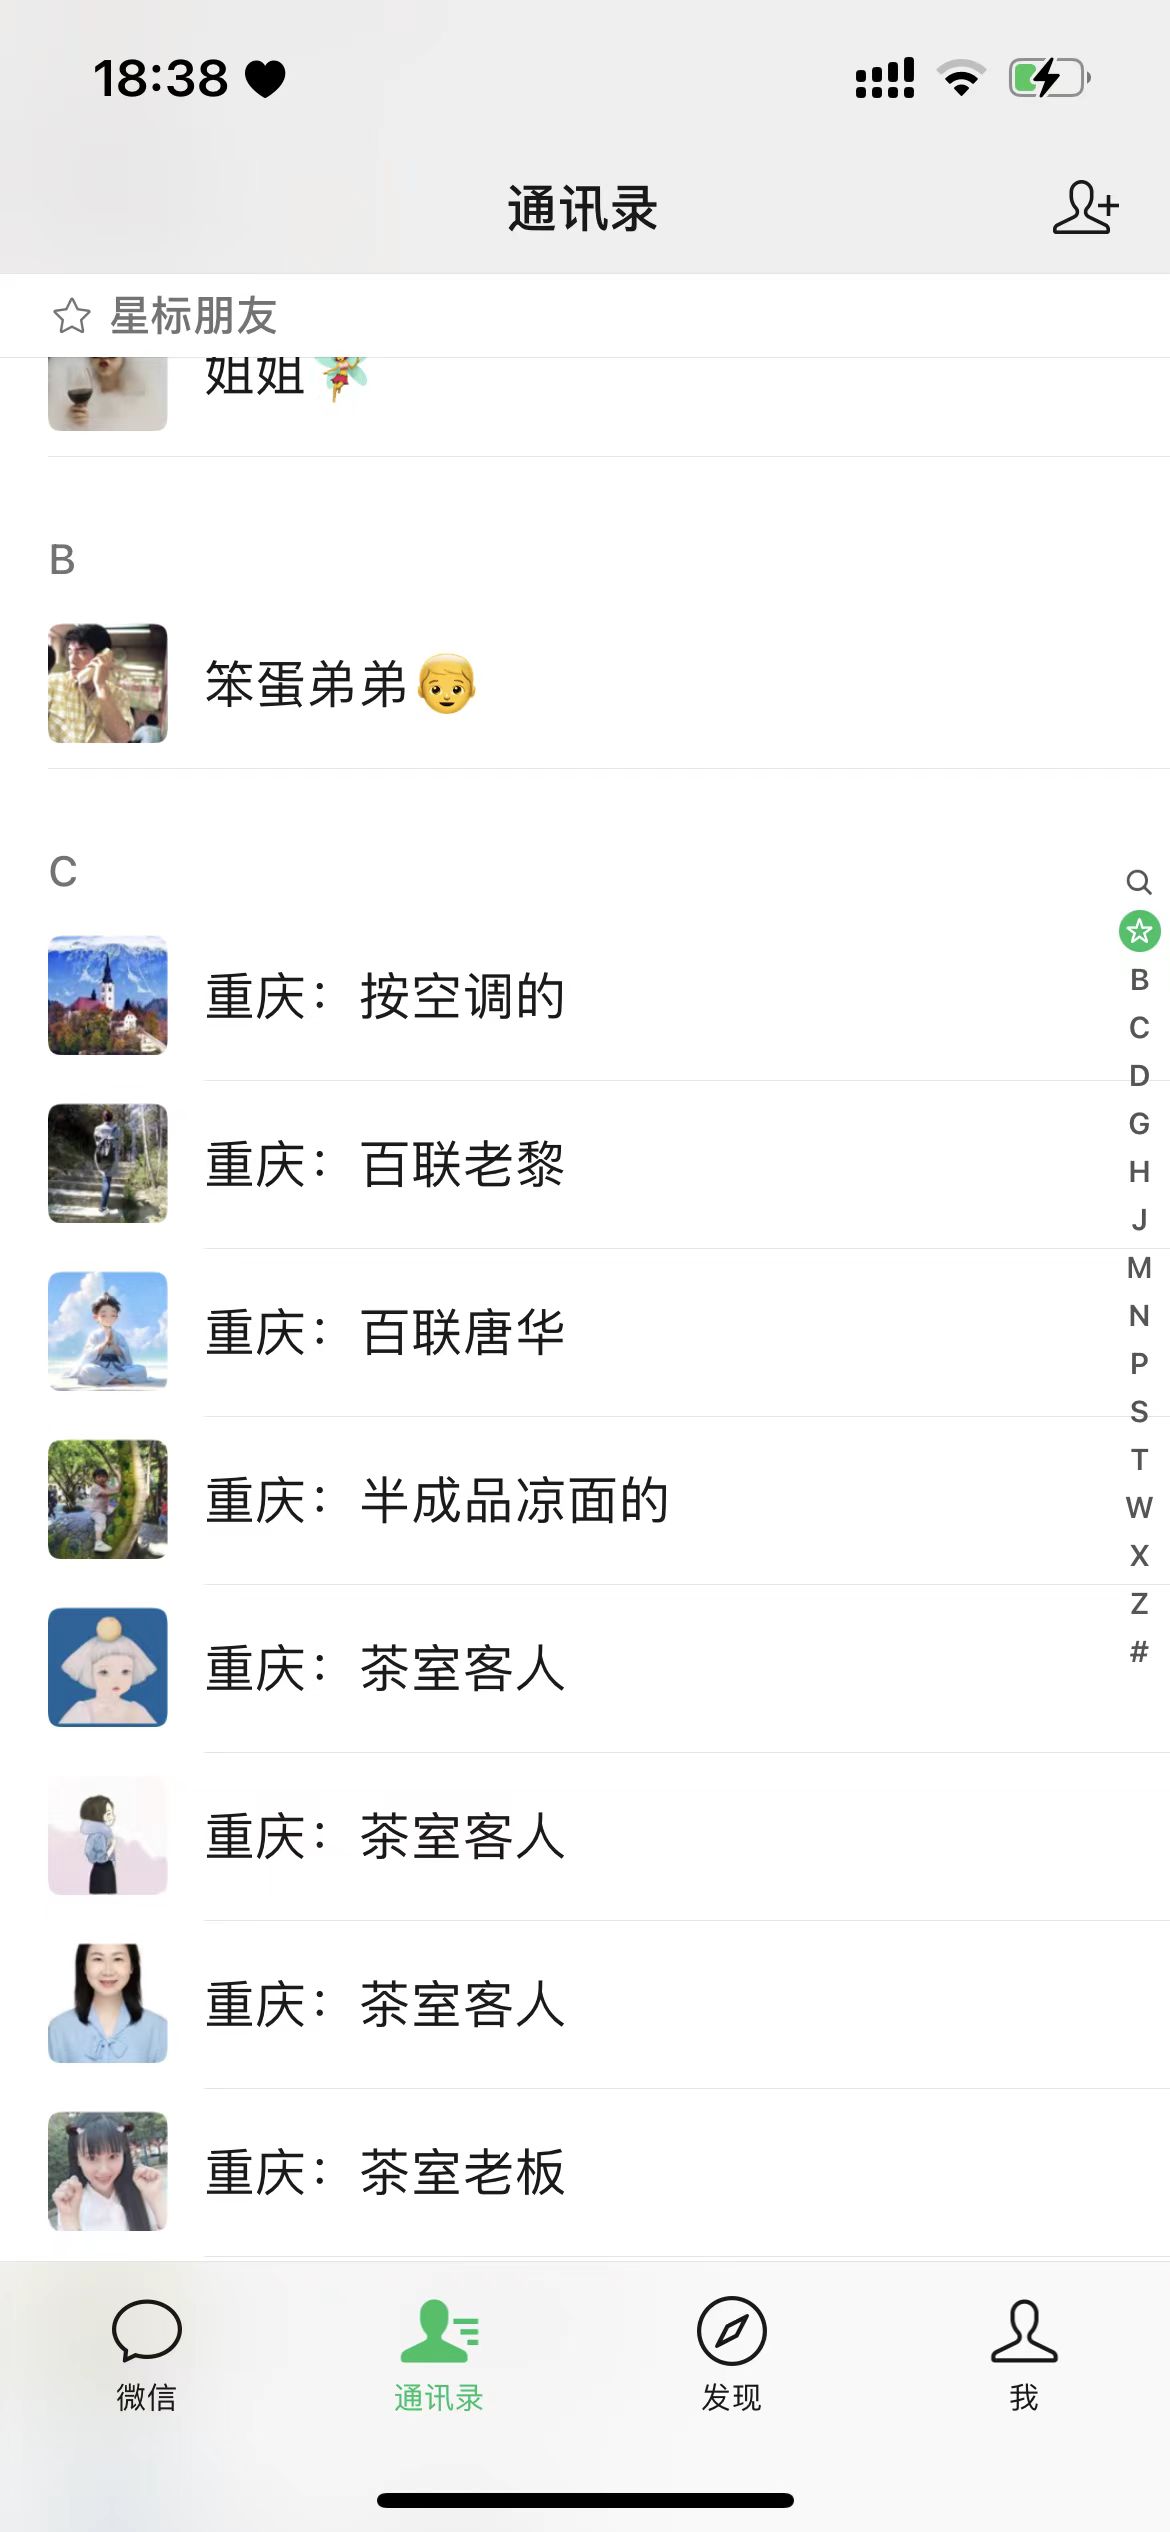 18:38
通讯录
星标朋友
姐姐🧚
B
笨蛋弟弟👦
C
重庆：按空调的
重庆：百联老黎
重庆：百联唐华
重庆：半成品凉面的
重庆：茶室客人
重庆：茶室客人
重庆：茶室客人
重庆：茶室老板
B
C
D
G
H
J
M
N
P
S
T
W
X
Z
#
微信
通讯录
发现
我